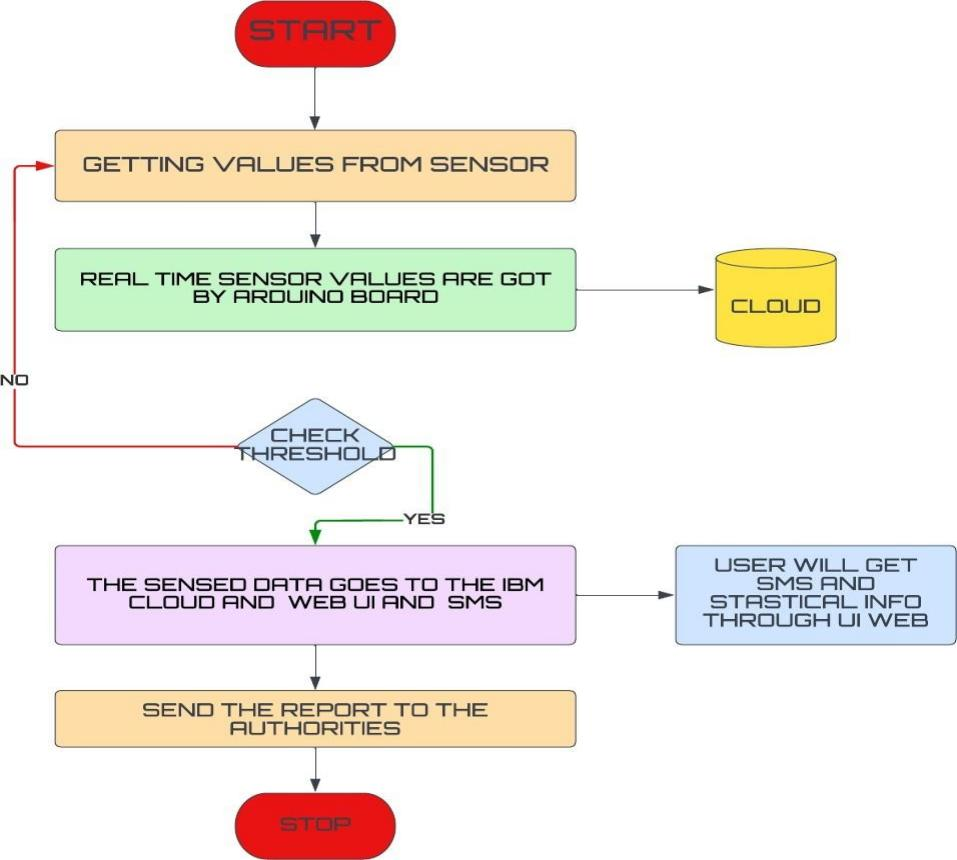 START
GETTING VALUES FROM SENSOR
REAL TIME SENSOR VALUES ARE GOT
BY ARDUINO BOARD
CLOUD
NO
CHECK
THRESHOLD
YES
THE SENSED DATA GOES TO THE IBM
CLOUD AND WEB UI AND SMS
USER WILL GET
SMS AND
STASTICAL INFO
THROUGH UI WEB
SEND THE REPORT TO THE
AUTHORITIES
STOP